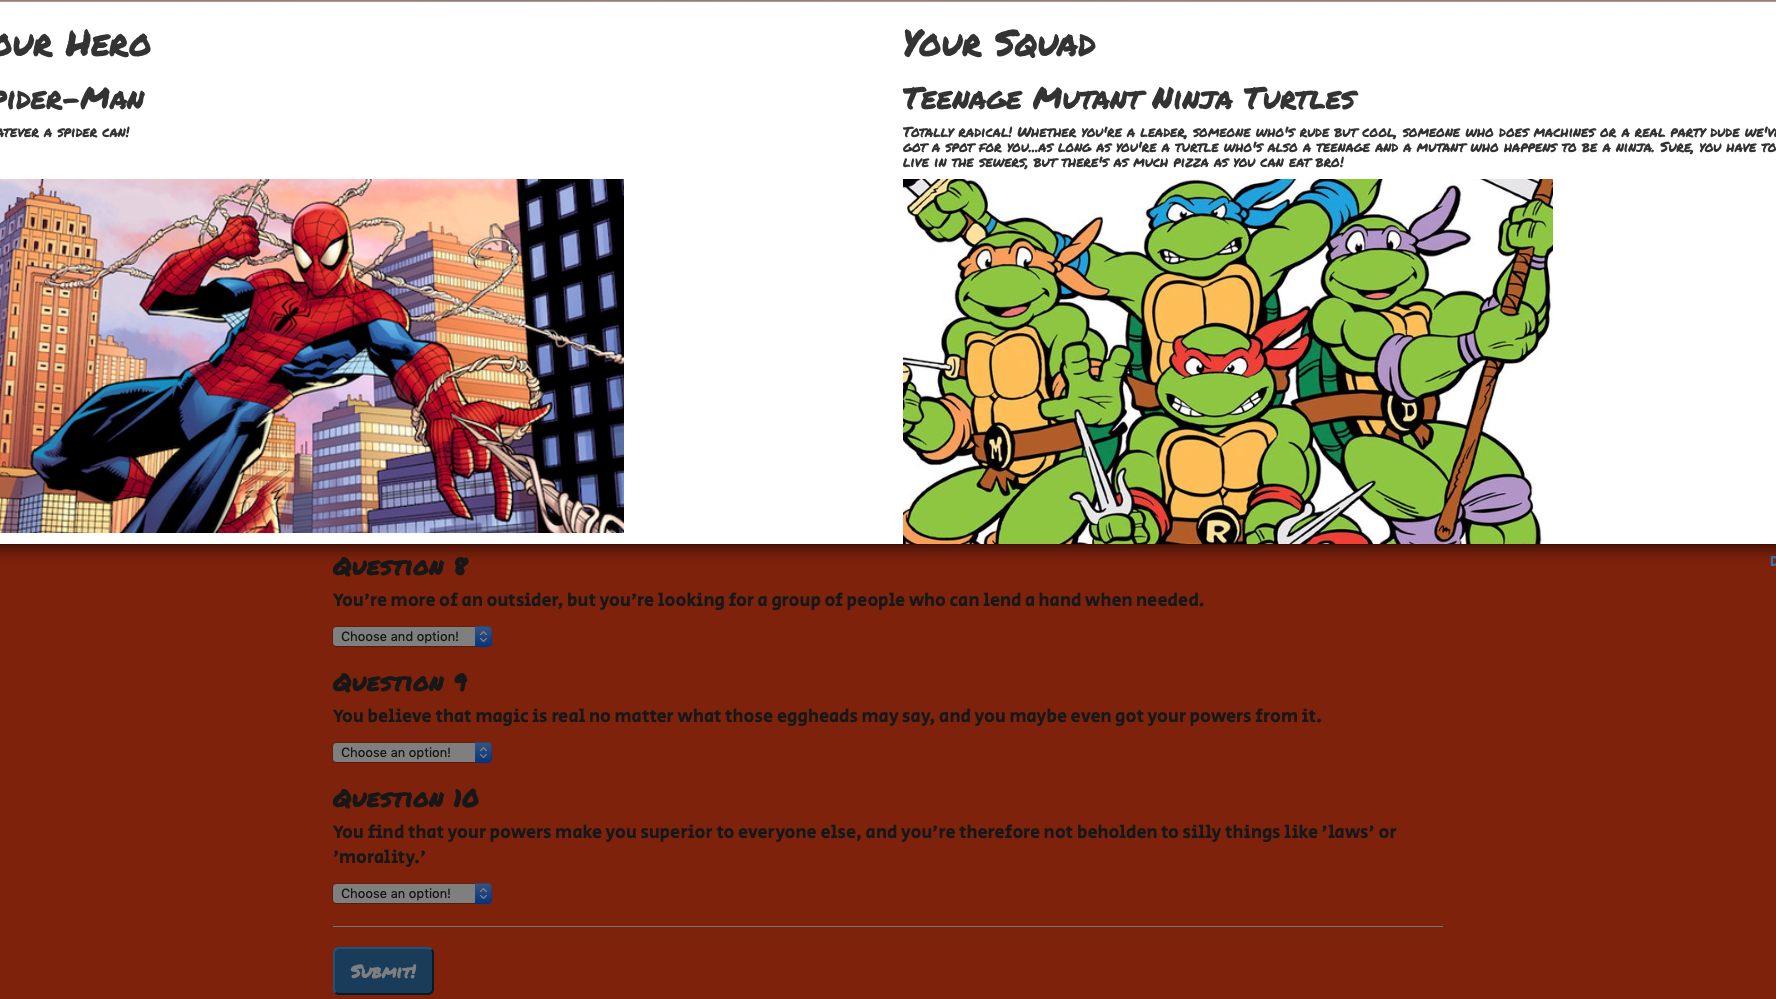 our Hero
pider-Man
atever a spider can!
Your Squad
Teenage Mutant Ninja Turtles
Totally radical! Whether you're a leader, someone who's rude but cool, someone who does machines or a real party dude we've
got a spot for you...as long as you're a turtle who's also a teenage and a mutant who happens to be a ninja. Sure, you have to
live in the sewers, but there's as much pizza as you can eat bro!
M
D
R
Question 8
You're more of an outsider, but you're looking for a group of people who can lend a hand when needed.
Choose and option!
Question 9
You believe that magic is real no matter what those eggheads may say, and you maybe even got your powers from it.
Choose an option!
Question 10
You find that your powers make you superior to everyone else, and you're therefore not beholden to silly things like 'laws' or
'morality.'
Choose an option!
Submit!